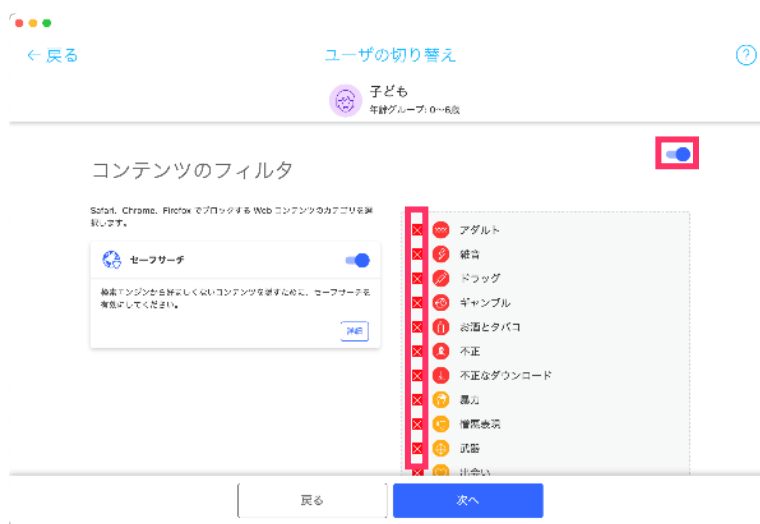 ← 戻る
ユーザの切り替え
?
子ども
年齢グループ: 0〜6歳
コンテンツのフィルタ
Safari、Chrome、Firefox でブロックする Web コンテンツのカテゴリを選
択します。
セーフサーチ
検索エンジンから好ましくないコンテンツを隠すために、セーフサーチを
有効にしてください。
詳細
アダルト
雑音
ドラッグ
ギャンブル
お酒とタバコ
不正
不正なダウンロード
暴力
憎悪表現
武器
出会い
戻る
次へ